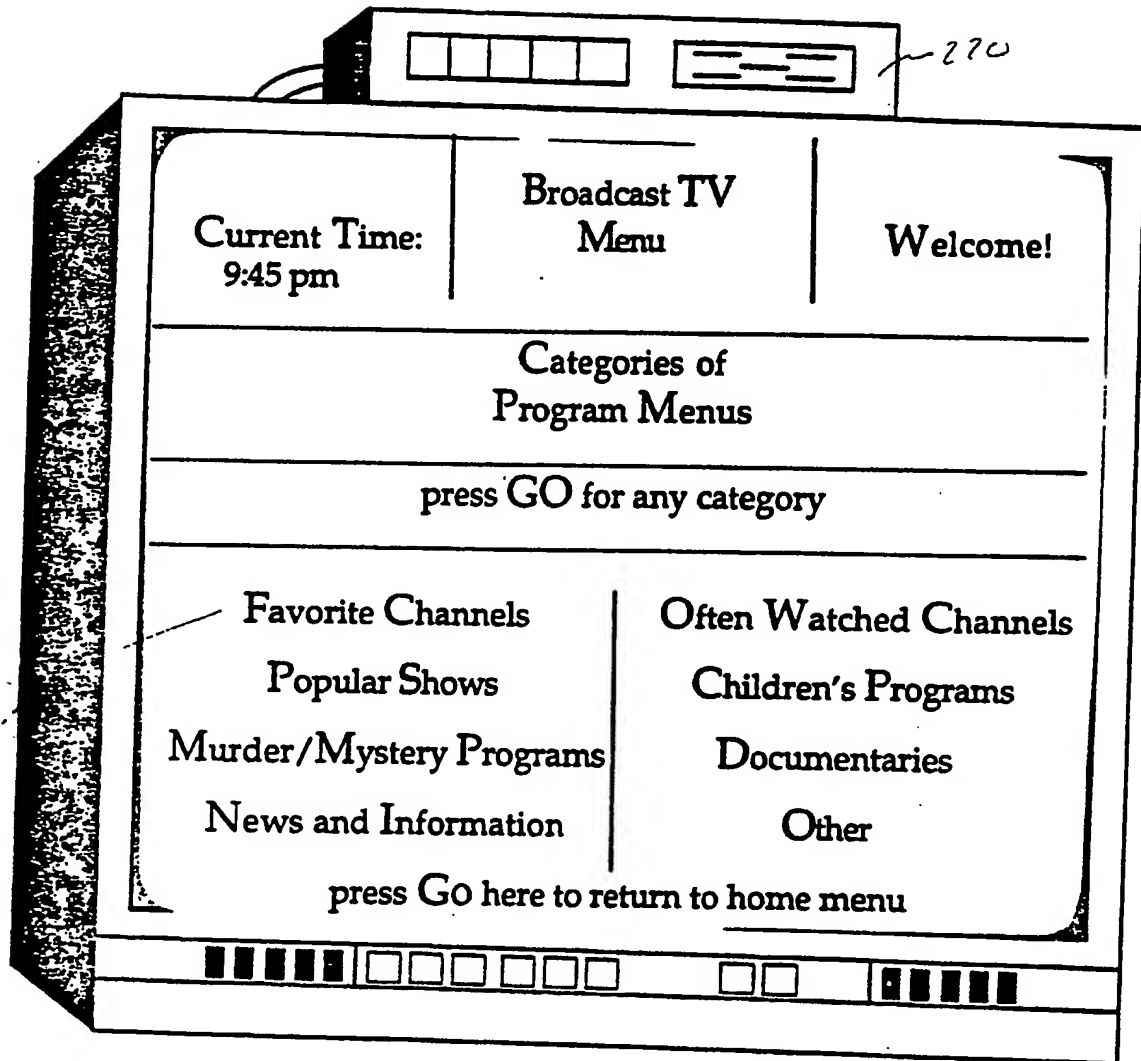 220
Broadcast TV
Menu
Current Time:
9:45 pm
Welcome!
Categories of
Program Menus
press GO for any category
Favorite Channels
Often Watched Channels
Popular Shows
Children's Programs
Murder/Mystery Programs
Documentaries
News and Information
Other
press Go here to return to home menu